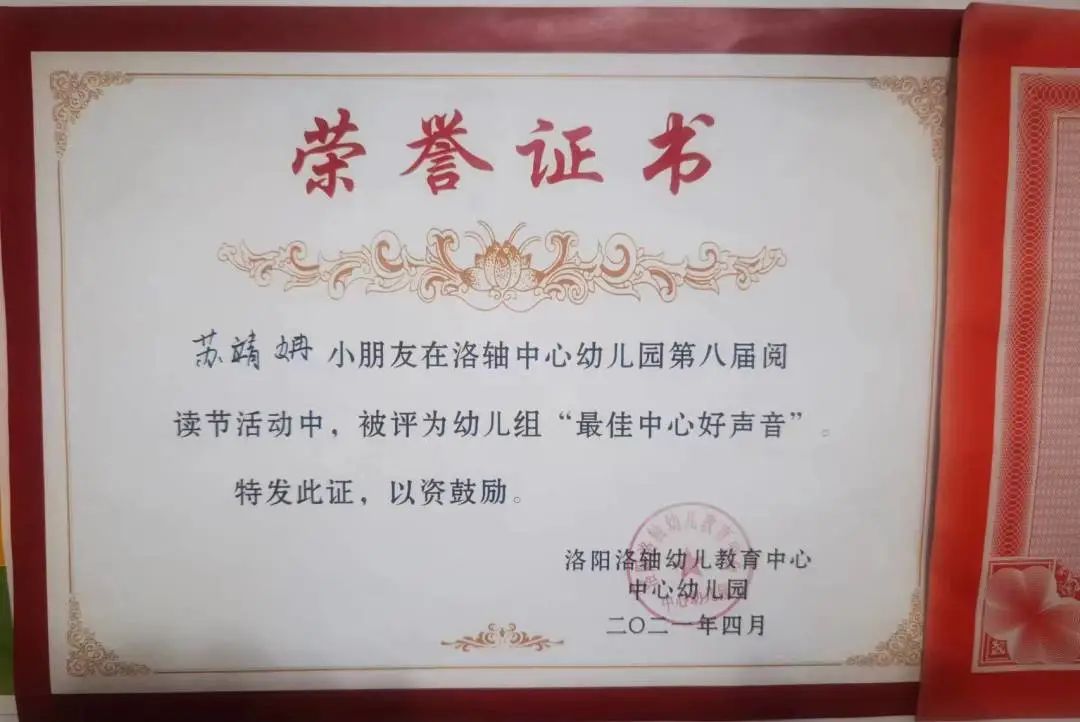 荣誉证书
苏靖冉 小朋友在洛轴中心幼儿园第八届阅
读节活动中，被评为幼儿组“最佳中心好声音”。
特发此证，以资鼓励。
洛阳洛轴幼儿教育中心
中心幼儿园
二〇二一年四月